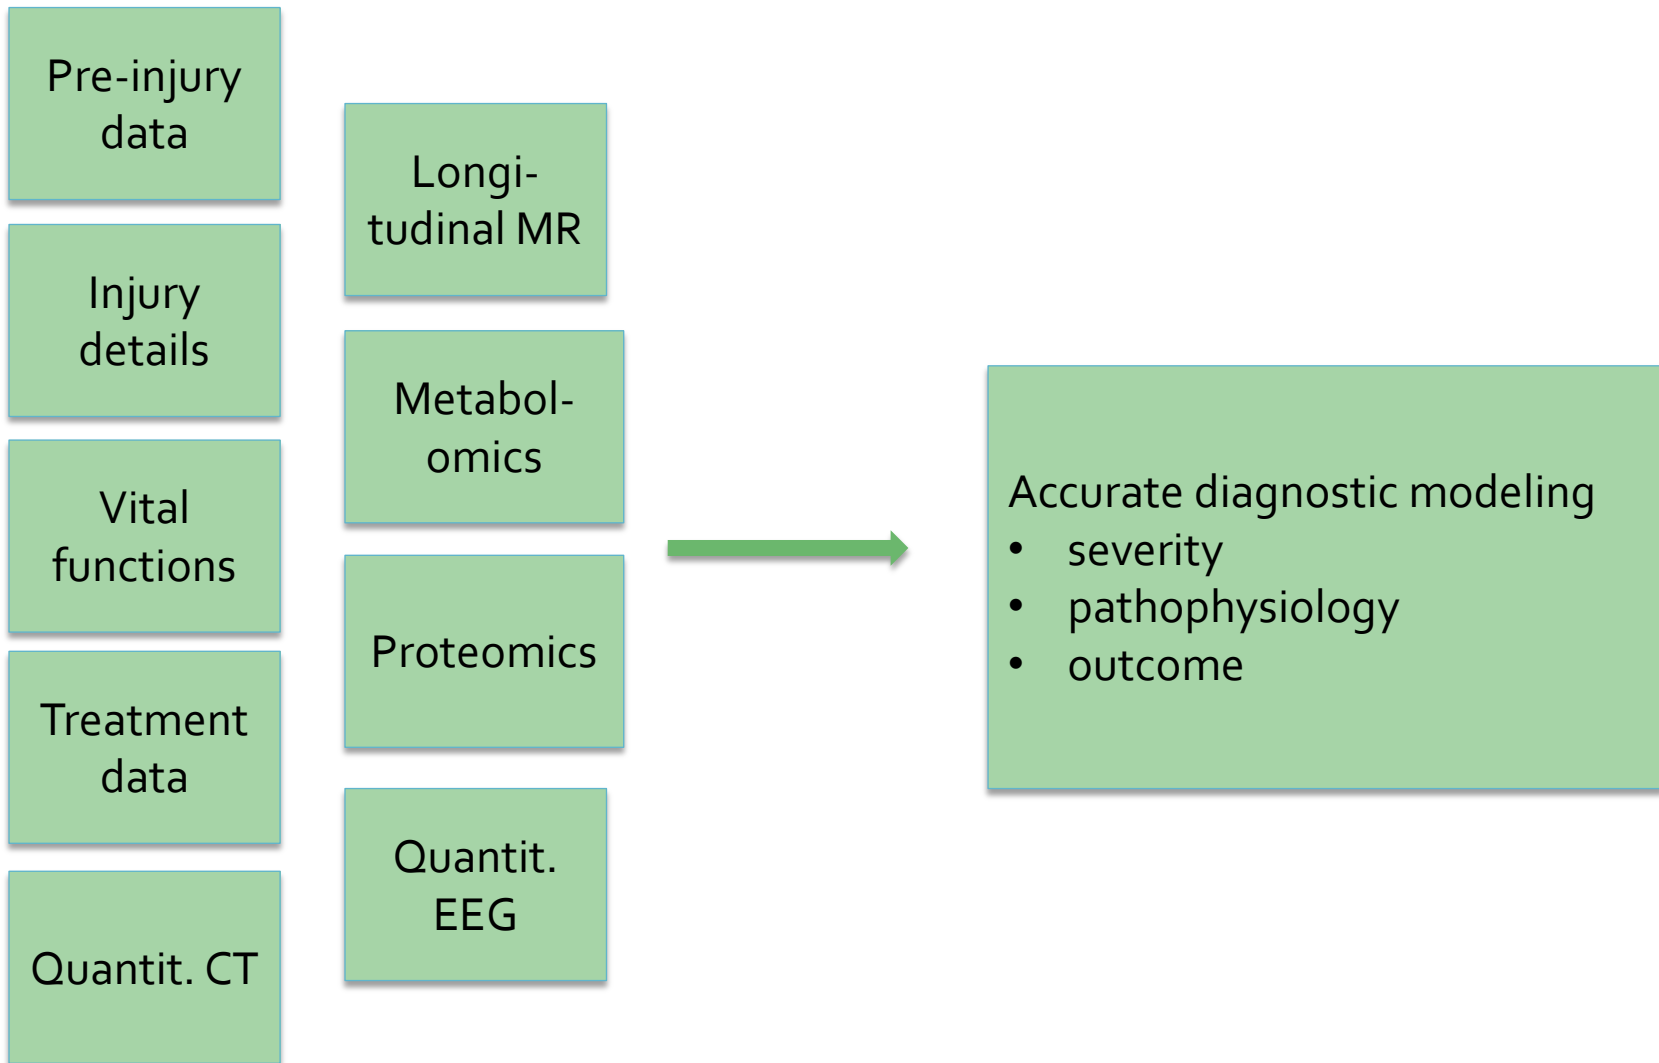 Pre-injury
data
Injury
details
Vital
functions
Treatment
data
Quantit. CT
Longi-
tudinal MR
Metabol-
omics
Proteomics
Quantit.
EEG
Accurate diagnostic modeling
• severity
• pathophysiology
• outcome